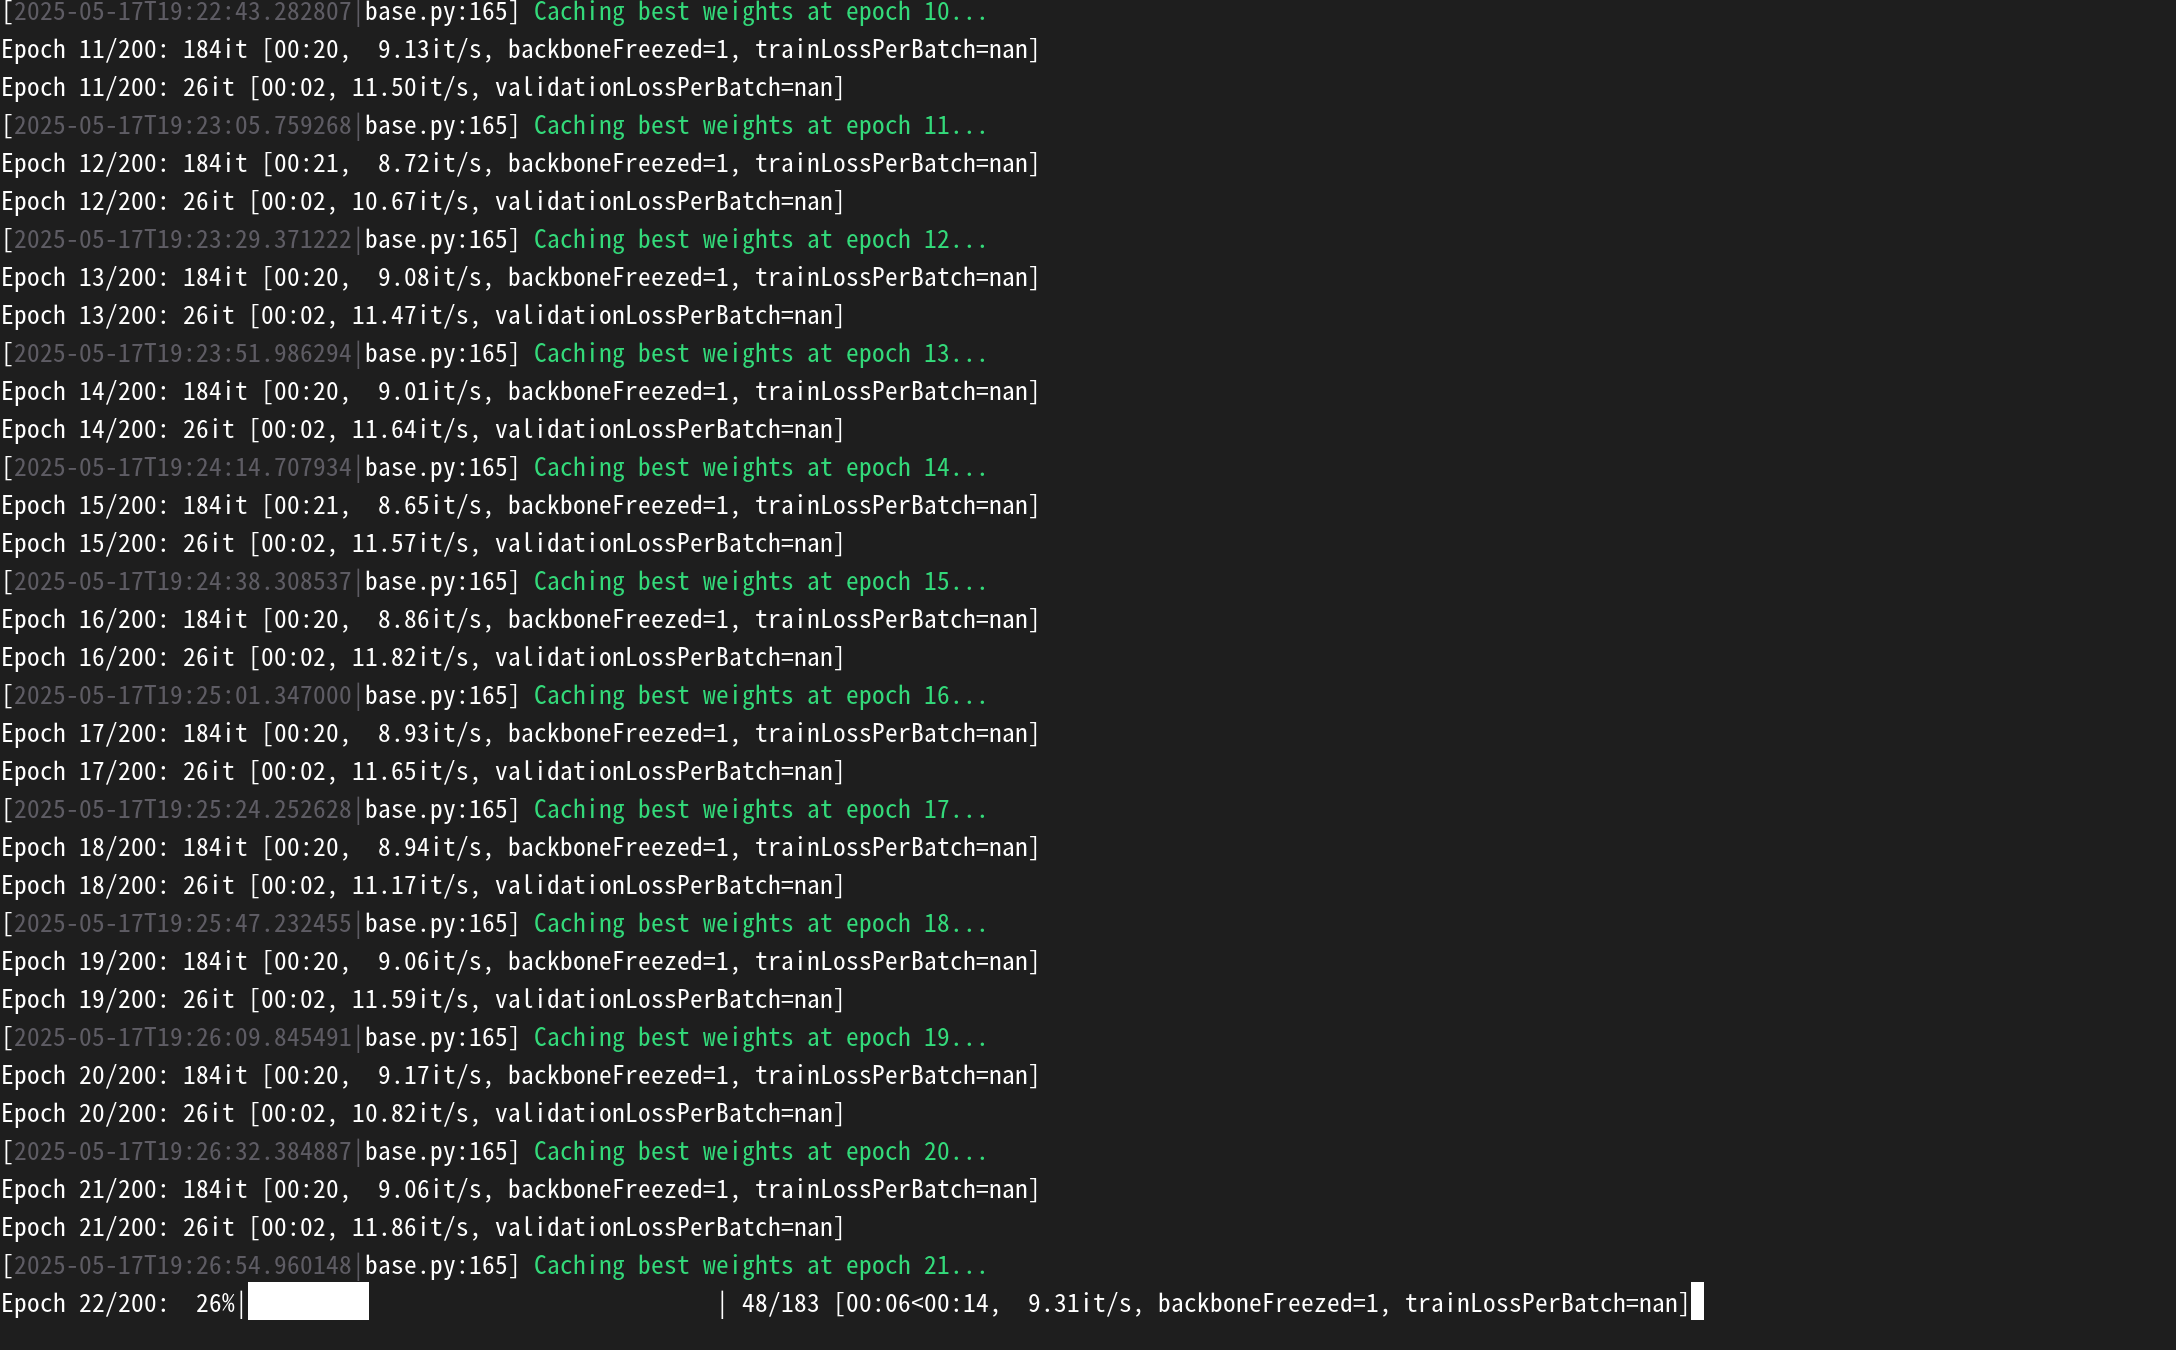 [2025-05-17T19:22:43.282807|base.py:165] Caching best weights at epoch 10...
Epoch 11/200: 184it [00:20,  9.13it/s, backboneFreezed=1, trainLossPerBatch=nan]
Epoch 11/200: 26it [00:02, 11.50it/s, validationLossPerBatch=nan]
[2025-05-17T19:23:05.759268|base.py:165] Caching best weights at epoch 11...
Epoch 12/200: 184it [00:21,  8.72it/s, backboneFreezed=1, trainLossPerBatch=nan]
Epoch 12/200: 26it [00:02, 10.67it/s, validationLossPerBatch=nan]
[2025-05-17T19:23:29.371222|base.py:165] Caching best weights at epoch 12...
Epoch 13/200: 184it [00:20,  9.08it/s, backboneFreezed=1, trainLossPerBatch=nan]
Epoch 13/200: 26it [00:02, 11.47it/s, validationLossPerBatch=nan]
[2025-05-17T19:23:51.986294|base.py:165] Caching best weights at epoch 13...
Epoch 14/200: 184it [00:20,  9.01it/s, backboneFreezed=1, trainLossPerBatch=nan]
Epoch 14/200: 26it [00:02, 11.64it/s, validationLossPerBatch=nan]
[2025-05-17T19:24:14.707934|base.py:165] Caching best weights at epoch 14...
Epoch 15/200: 184it [00:21,  8.65it/s, backboneFreezed=1, trainLossPerBatch=nan]
Epoch 15/200: 26it [00:02, 11.57it/s, validationLossPerBatch=nan]
[2025-05-17T19:24:38.308537|base.py:165] Caching best weights at epoch 15...
Epoch 16/200: 184it [00:20,  8.86it/s, backboneFreezed=1, trainLossPerBatch=nan]
Epoch 16/200: 26it [00:02, 11.82it/s, validationLossPerBatch=nan]
[2025-05-17T19:25:01.347000|base.py:165] Caching best weights at epoch 16...
Epoch 17/200: 184it [00:20,  8.93it/s, backboneFreezed=1, trainLossPerBatch=nan]
Epoch 17/200: 26it [00:02, 11.65it/s, validationLossPerBatch=nan]
[2025-05-17T19:25:24.252628|base.py:165] Caching best weights at epoch 17...
Epoch 18/200: 184it [00:20,  8.94it/s, backboneFreezed=1, trainLossPerBatch=nan]
Epoch 18/200: 26it [00:02, 11.17it/s, validationLossPerBatch=nan]
[2025-05-17T19:25:47.232455|base.py:165] Caching best weights at epoch 18...
Epoch 19/200: 184it [00:20,  9.06it/s, backboneFreezed=1, trainLossPerBatch=nan]
Epoch 19/200: 26it [00:02, 11.59it/s, validationLossPerBatch=nan]
[2025-05-17T19:26:09.845491|base.py:165] Caching best weights at epoch 19...
Epoch 20/200: 184it [00:20,  9.17it/s, backboneFreezed=1, trainLossPerBatch=nan]
Epoch 20/200: 26it [00:02, 10.82it/s, validationLossPerBatch=nan]
[2025-05-17T19:26:32.384887|base.py:165] Caching best weights at epoch 20...
Epoch 21/200: 184it [00:20,  9.06it/s, backboneFreezed=1, trainLossPerBatch=nan]
Epoch 21/200: 26it [00:02, 11.86it/s, validationLossPerBatch=nan]
[2025-05-17T19:26:54.960148|base.py:165] Caching best weights at epoch 21...
Epoch 22/200:  26%| | 48/183 [00:06<00:14,  9.31it/s, backboneFreezed=1, trainLossPerBatch=nan]